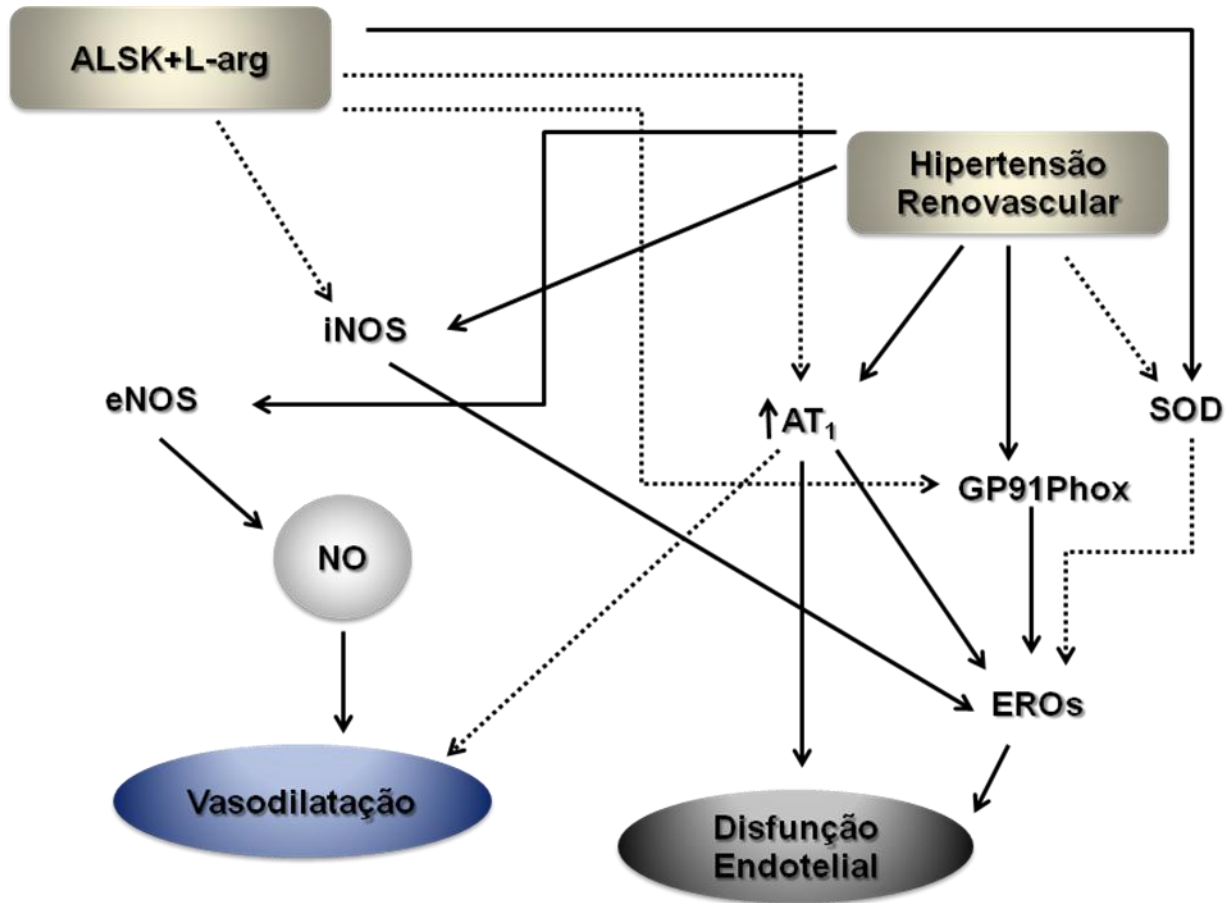 ALSK+L-arg
Hipertensão
Renovascular
iNOS
eNOS
↑AT₁
SOD
GP91Phox
NO
EROs
Vasodilatação
Disfunção
Endotelial